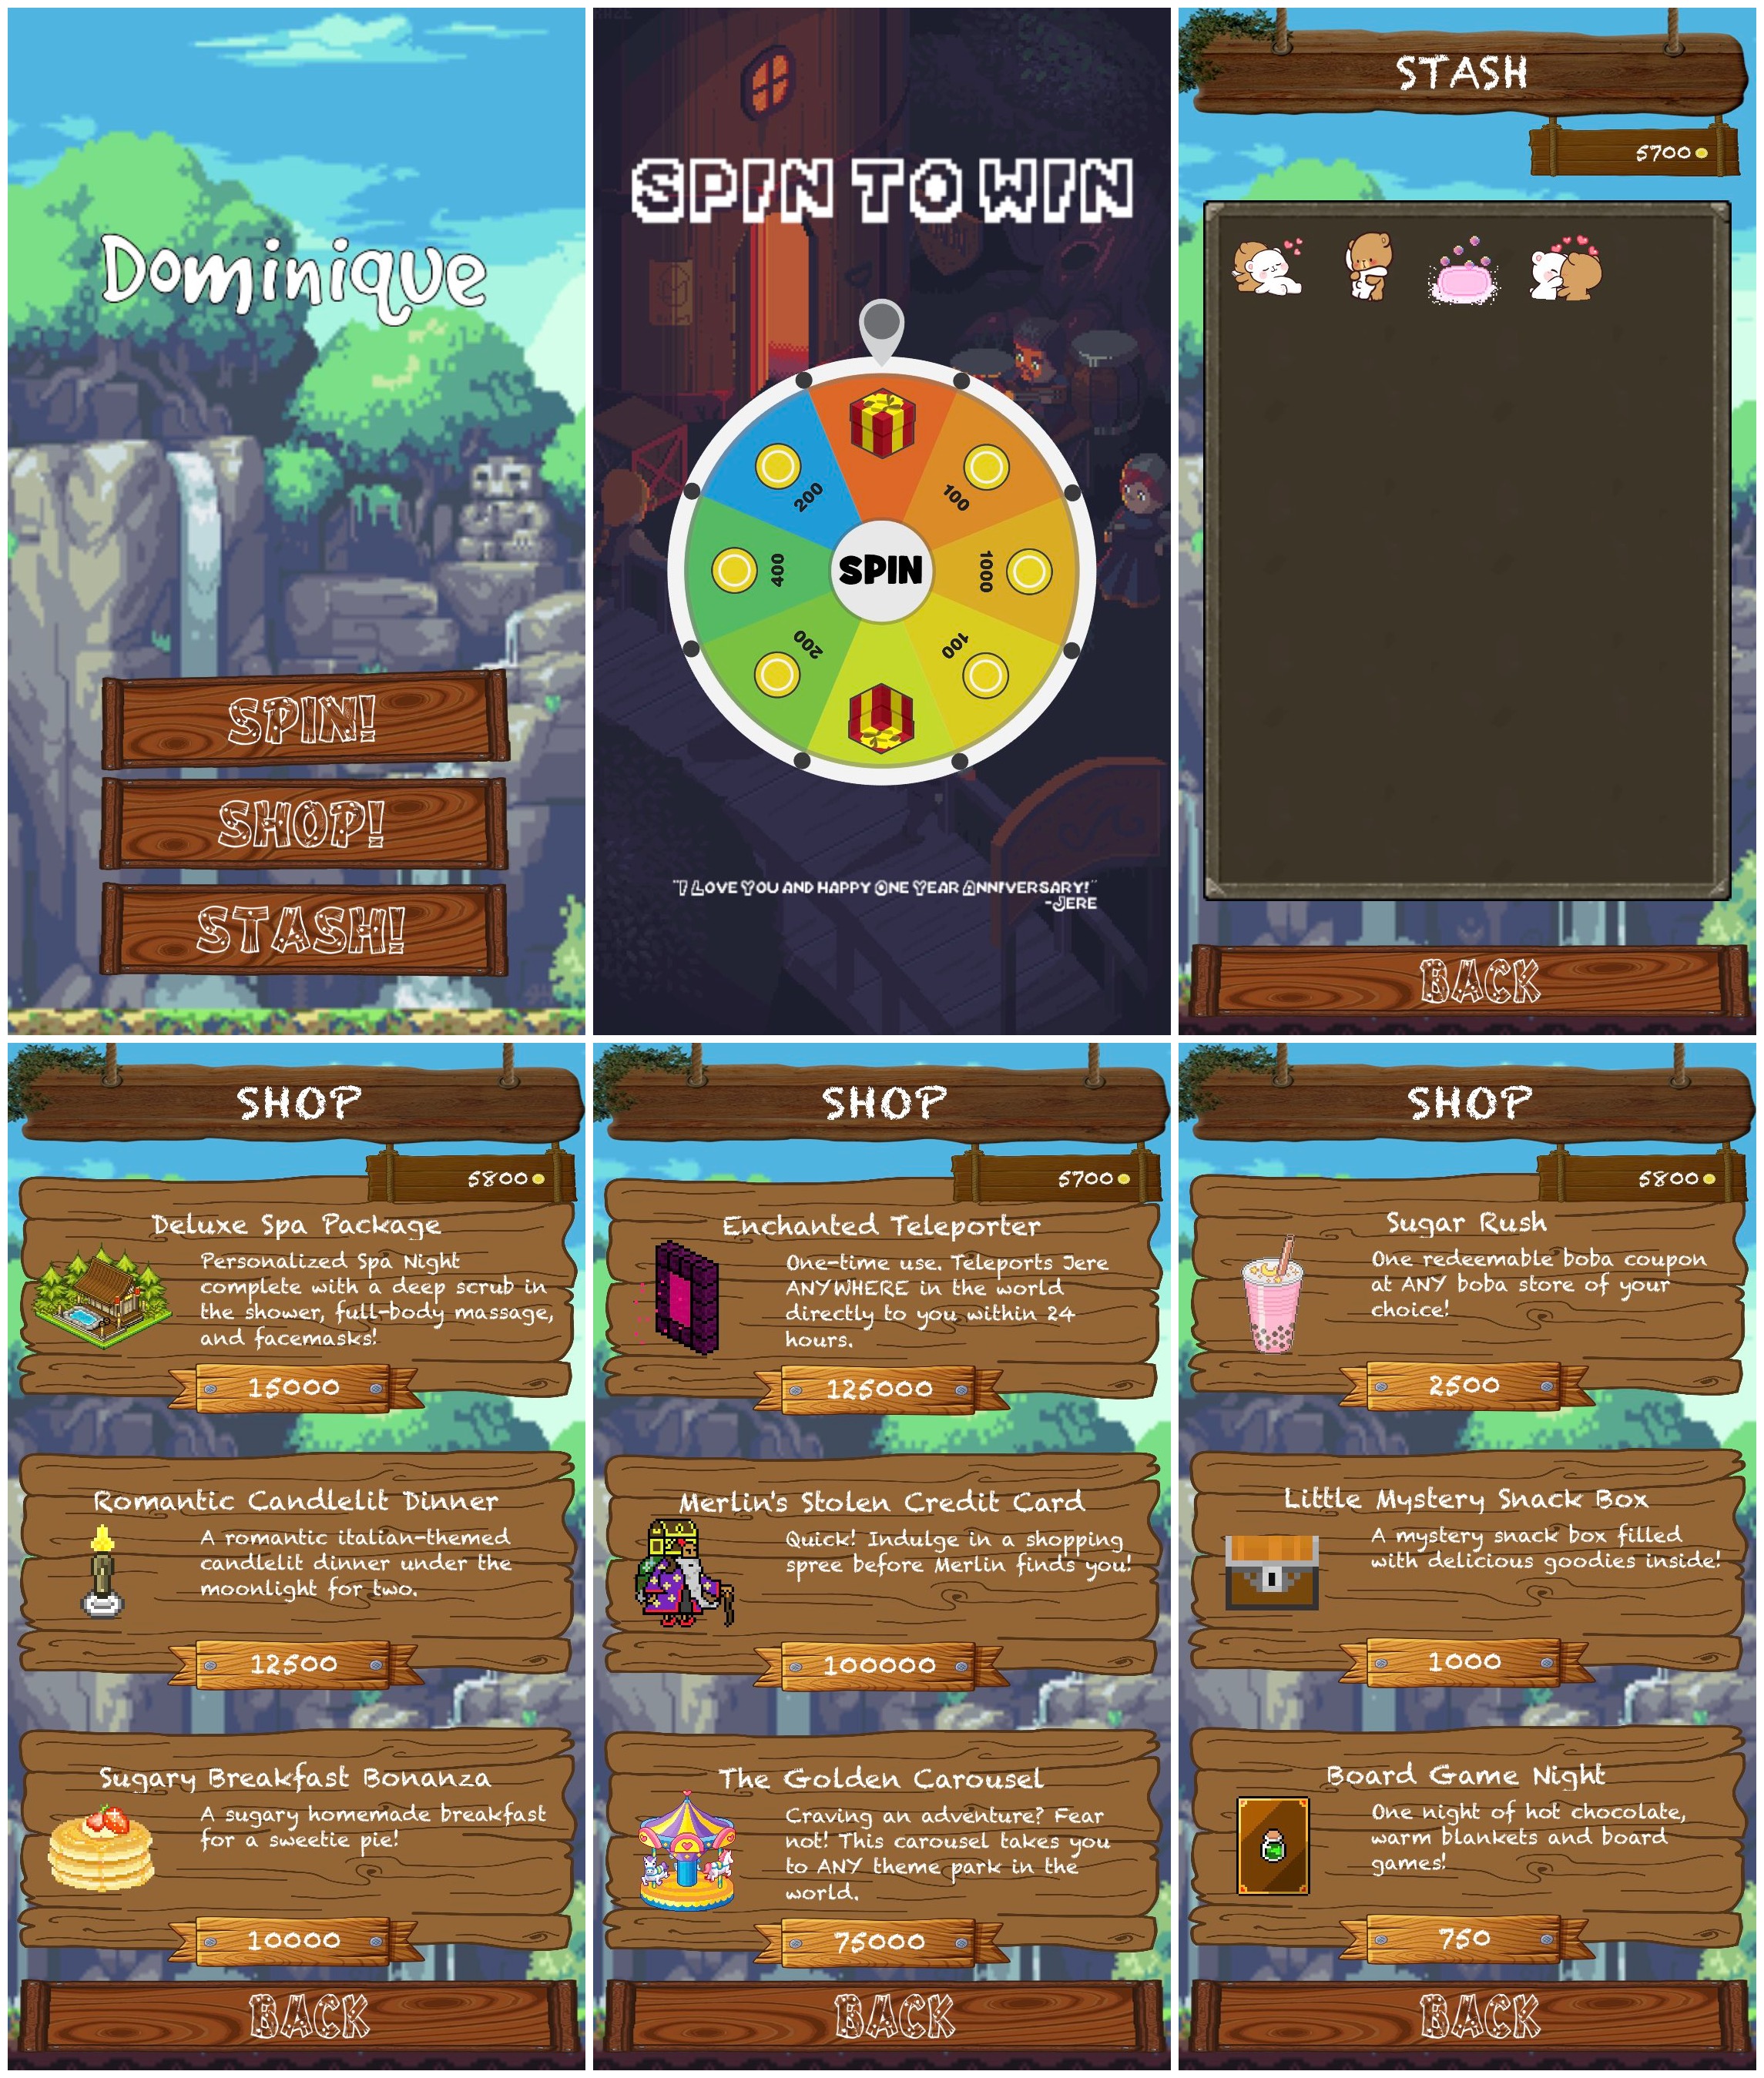 Dominique
SPIN!
SHOP!
STASH!
SPIN TO WIN
200
100
400
SPIN
1000
200
100
"I LOVE YOU AND HAPPY ONE YEAR ANNIVERSARY!"
-JERE
STASH
5700
BACK
SHOP
5800
Deluxe Spa Package
Personalized Spa Night
complete with a deep scrub in
the shower, full-body massage,
and facemasks!
15000
Romantic Candlelit Dinner
A romantic italian-themed
candlelit dinner under the
moonlight for two.
12500
Sugary Breakfast Bonanza
A sugary homemade breakfast
for a sweetie pie!
10000
BACK
SHOP
5700
Enchanted Teleporter
One-time use. Teleports Jere
ANYWHERE in the world
directly to you within 24
hours.
125000
Merlin's Stolen Credit Card
Quick! Indulge in a shopping
spree before Merlin finds you!
100000
The Golden Carousel
Craving an adventure? Fear
not! This carousel takes you
to ANY theme park in the
world.
75000
BACK
SHOP
5800
Sugar Rush
One redeemable boba coupon
at ANY boba store of your
choice!
2500
Little Mystery Snack Box
A mystery snack box filled
with delicious goodies inside!
1000
Board Game Night
One night of hot chocolate,
warm blankets and board
games!
750
BACK